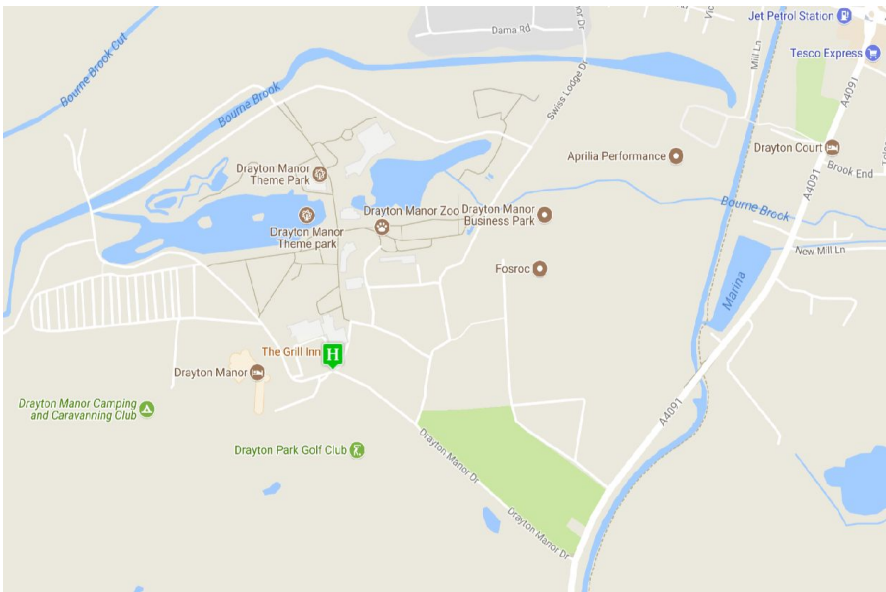 Jet Petrol Station
Tesco Express
Dama Rd
Mill Ln
Bourne Brook Cut
Bourne Brook
Swiss Lodge Dr
A4091
Drayton Court
Brook End
Aprilia Performance
Drayton Manor
Theme Park
Drayton Manor Zoo
Drayton Manor
Business Park
Drayton Manor
Theme park
A4091
Bourne Brook
New Mill Ln
Fosroc
Marina
The Grill Inn
H
Drayton Manor
Drayton Manor Camping
and Caravanning Club
A4091
Drayton Park Golf Club
Drayton Manor Dr
Drayton Manor Dr